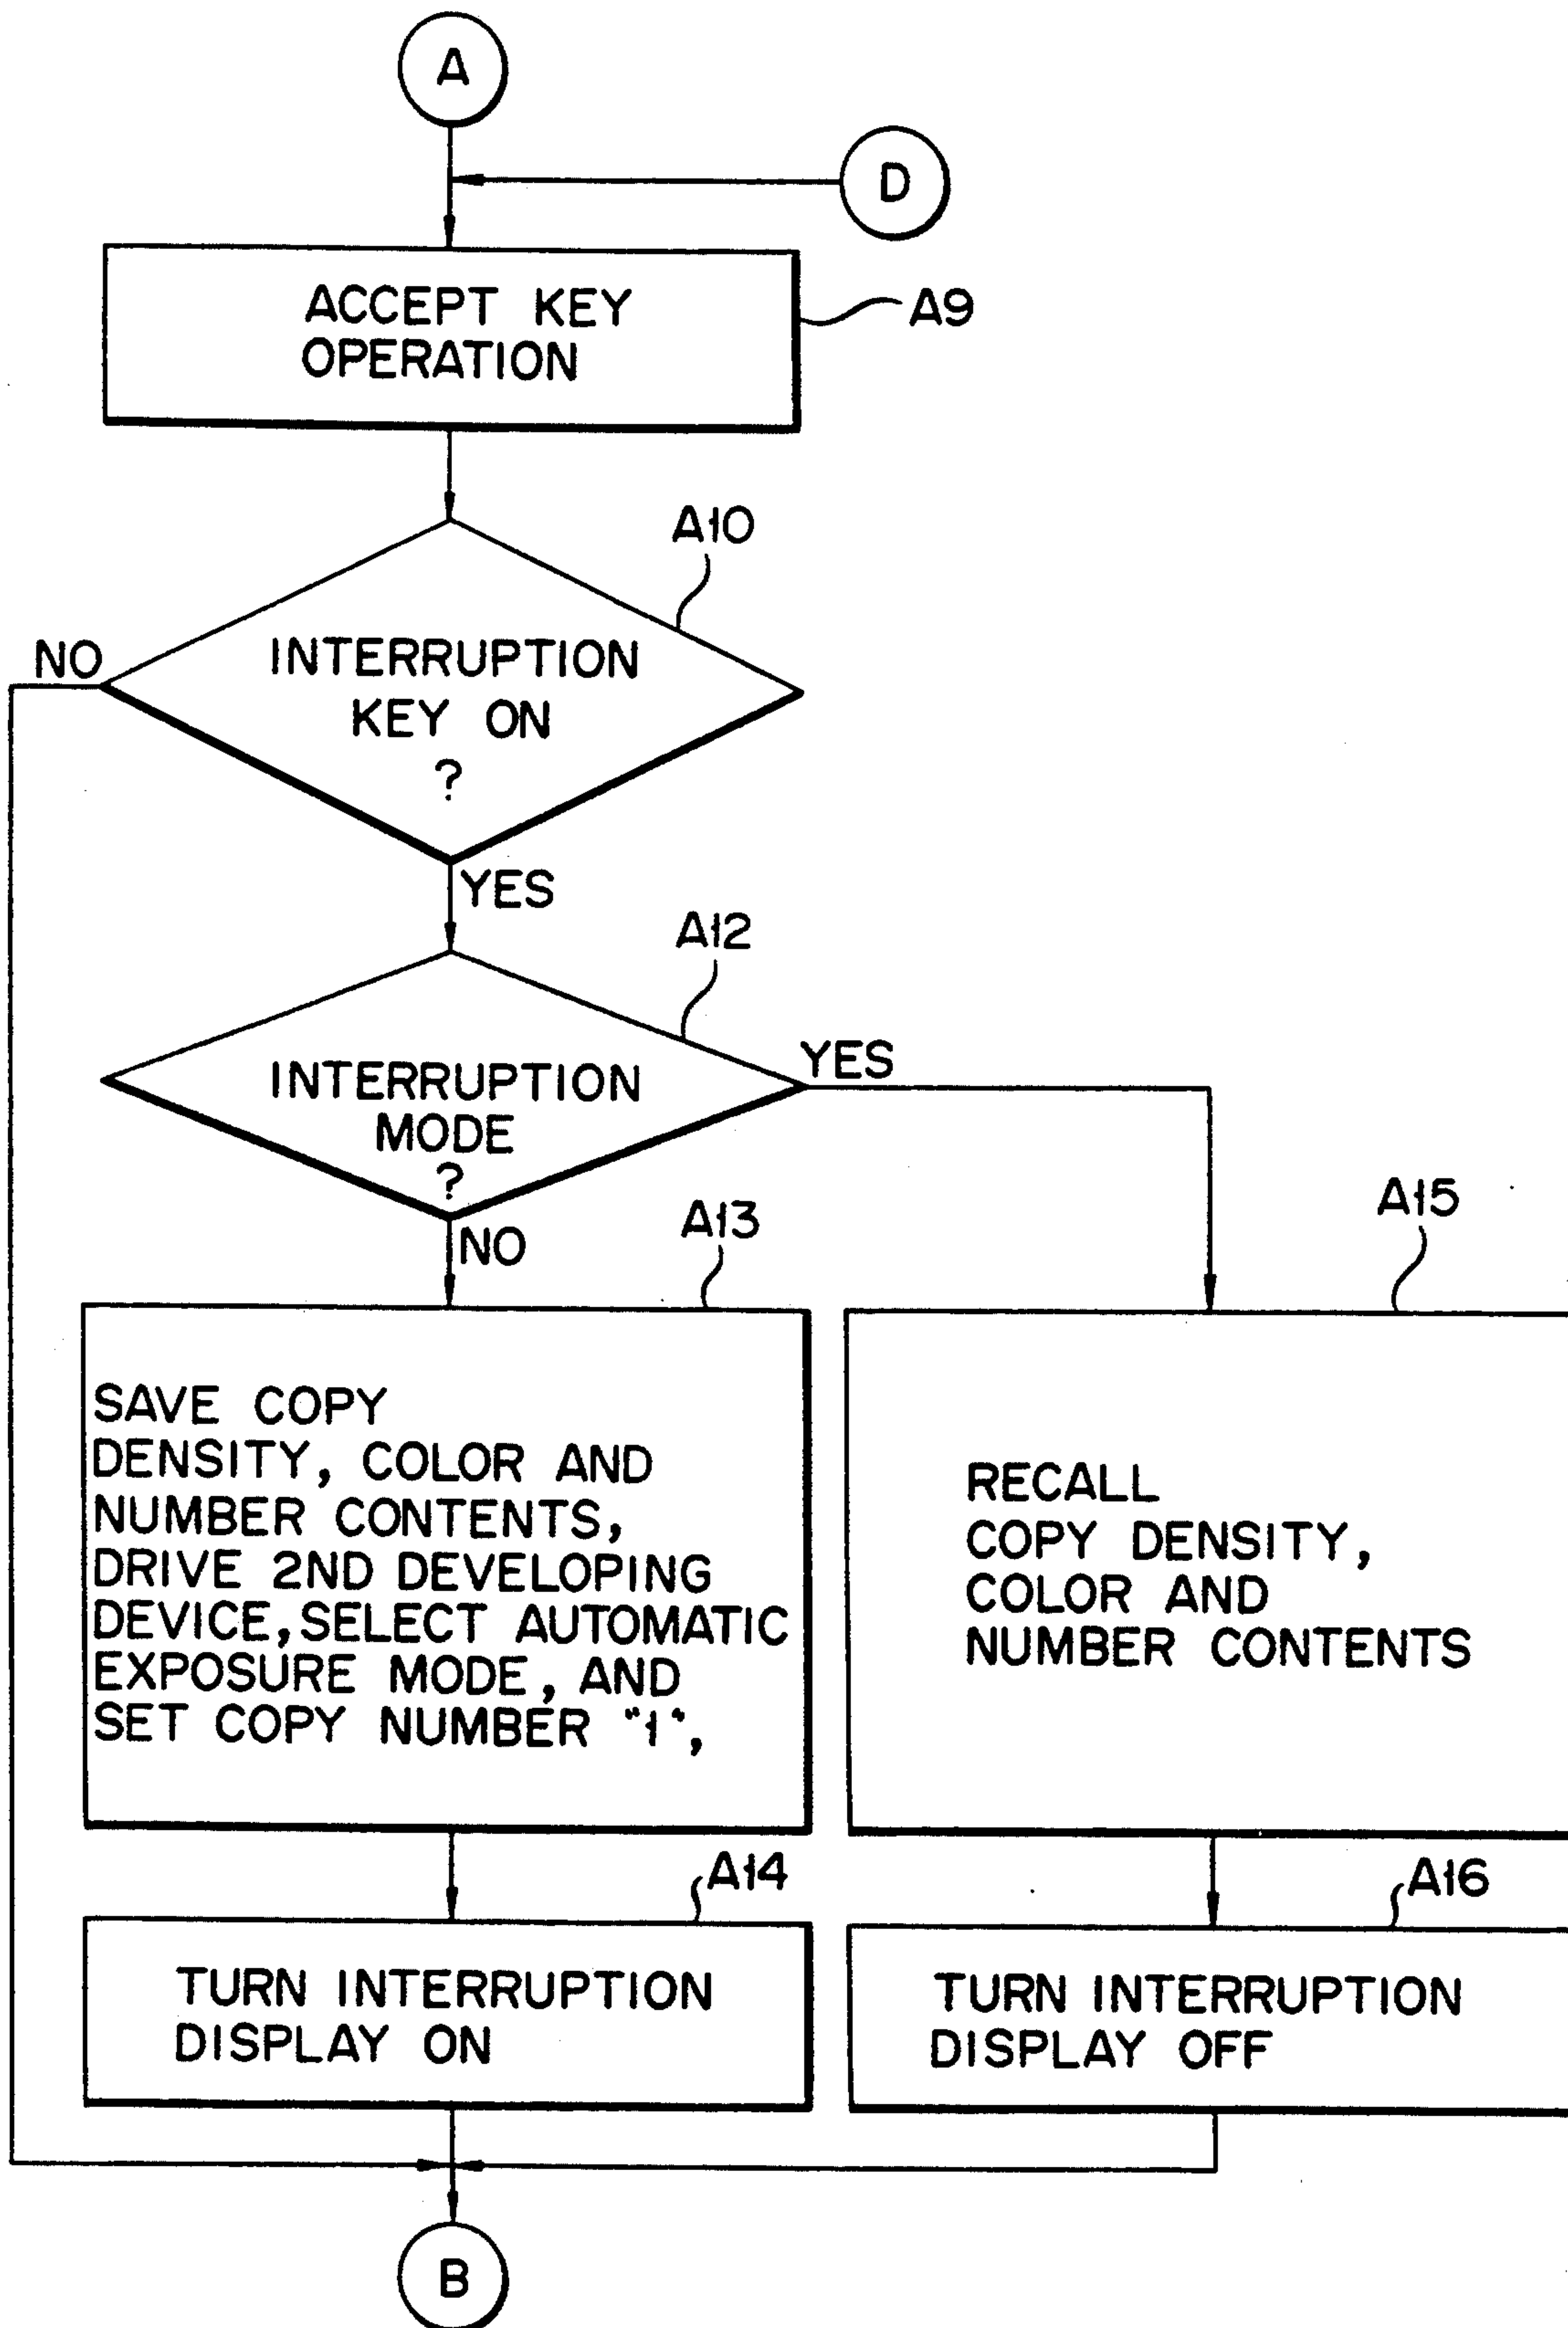 A
D
ACCEPT KEY
OPERATION
A9
A10
NO
INTERRUPTION
KEY ON
?
YES
A12
INTERRUPTION
MODE
?
YES
NO
A13
A15
SAVE COPY
DENSITY, COLOR AND
NUMBER CONTENTS,
DRIVE 2ND DEVELOPING
DEVICE, SELECT AUTOMATIC
EXPOSURE MODE, AND
SET COPY NUMBER "1",
RECALL
COPY DENSITY,
COLOR AND
NUMBER CONTENTS
A14
A16
TURN INTERRUPTION
DISPLAY ON
TURN INTERRUPTION
DISPLAY OFF
B